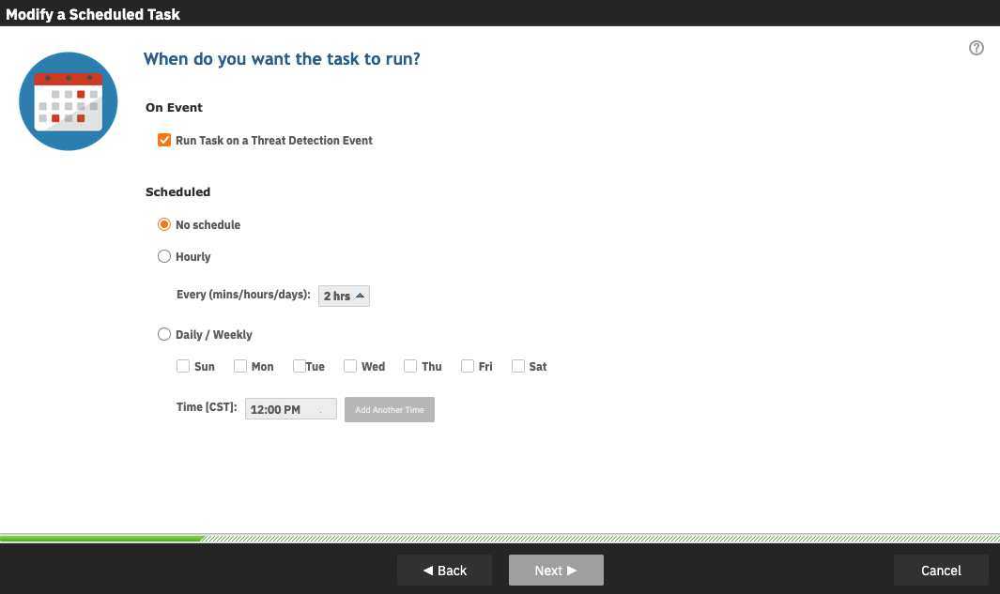 Modify a Scheduled Task
When do you want the task to run?
?
On Event
Run Task on a Threat Detection Event
Scheduled
No schedule
Hourly
Every (mins/hours/days): 2 hrs
Daily / Weekly
Sun Mon Tue Wed Thu Fri Sat
Time [CST]: 12:00 PM Add Another Time
Back Next Cancel